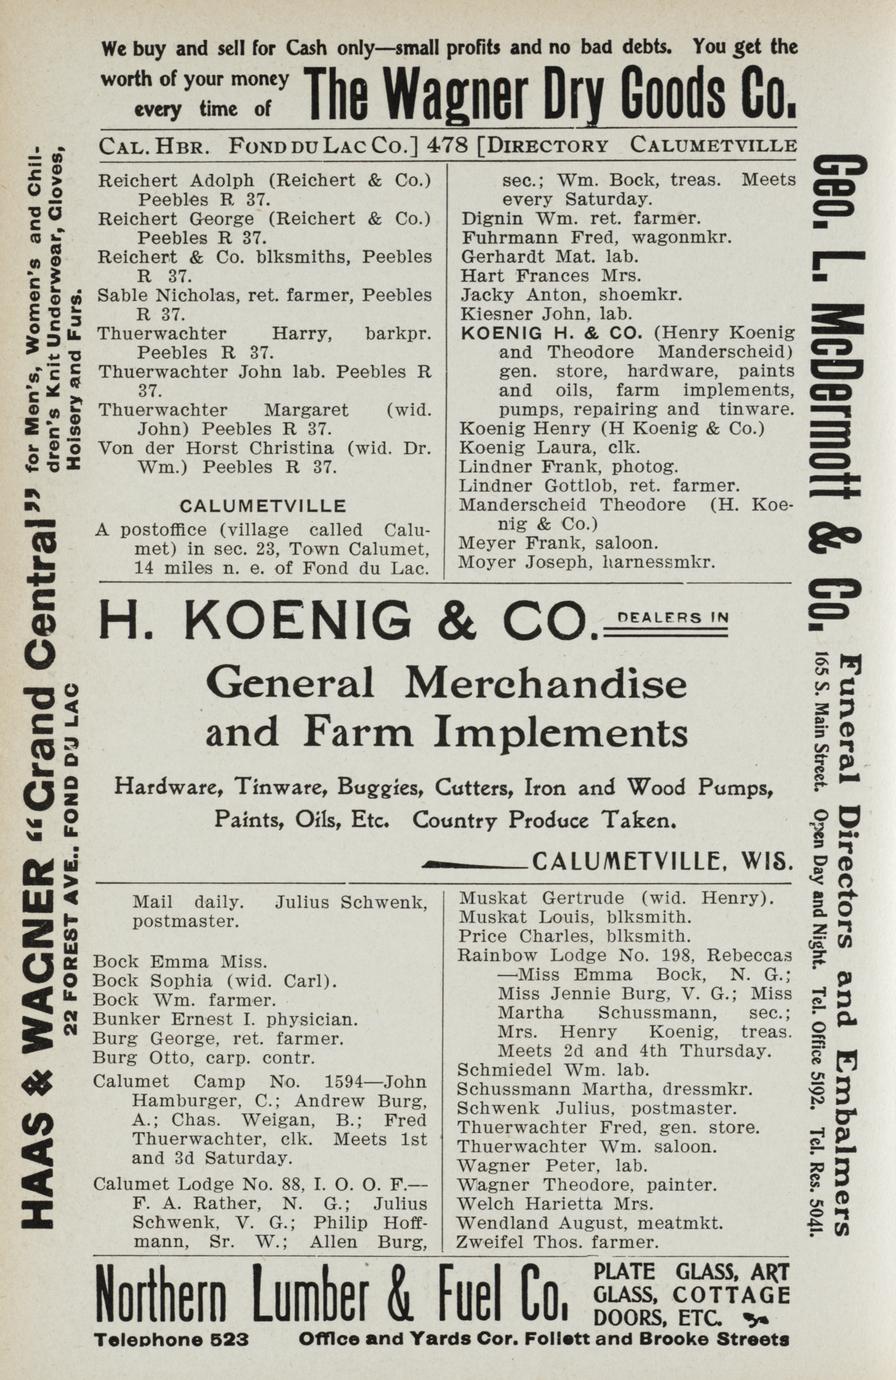 We buy and sell for Cash only—small profits and no bad debts. You get the
worth of your money
every time of
The Wagner Dry Goods Co.
CAL. HBR. FOND DU LAC CO.] 478 [DIRECTORY CALUMETVILLE
Reichert Adolph (Reichert & Co.)
Peebles R 37.
Reichert George (Reichert & Co.)
Peebles R 37.
Reichert & Co. blksmiths, Peebles
R 37.
Sable Nicholas, ret. farmer, Peebles
R 37.
Thuerwachter Harry, barkpr.
Peebles R 37.
Thuerwachter John lab. Peebles R
37.
Thuerwachter Margaret (wid.
John) Peebles R 37.
Von der Horst Christina (wid. Dr.
Wm.) Peebles R 37.
CALUMETVILLE
A postoffice (village called Calu-
met) in sec. 23, Town Calumet,
14 miles n. e. of Fond du Lac.
sec.; Wm. Bock, treas. Meets
every Saturday.
Dignin Wm. ret. farmer.
Fuhrmann Fred, wagonmkr.
Gerhardt Mat. lab.
Hart Frances Mrs.
Jacky Anton, shoemkr.
Kiesner John, lab.
KOENIG H. & CO. (Henry Koenig
and Theodore Manderscheid)
gen. store, hardware, paints
and oils, farm implements,
pumps, repairing and tinware.
Koenig Henry (H Koenig & Co.)
Koenig Laura, clk.
Lindner Frank, photog.
Lindner Gottlob, ret. farmer.
Manderscheid Theodore (H. Koe-
nig & Co.)
Meyer Frank, saloon.
Moyer Joseph, harnessmkr.
H. KOENIG & CO. DEALERS IN
General Merchandise
and Farm Implements
Hardware, Tinware, Buggies, Cutters, Iron and Wood Pumps,
Paints, Oils, Etc. Country Produce Taken.
CALUMETVILLE, WIS.
Mail daily. Julius Schwenk,
postmaster.
Bock Emma Miss.
Bock Sophia (wid. Carl).
Bock Wm. farmer.
Bunker Ernest I. physician.
Burg George, ret. farmer.
Burg Otto, carp. contr.
Calumet Camp No. 1594—John
Hamburger, C.; Andrew Burg,
A.; Chas. Weigan, B.; Fred
Thuerwachter, clk. Meets 1st
and 3d Saturday.
Calumet Lodge No. 88, I. O. O. F.—
F. A. Rather, N. G.; Julius
Schwenk, V. G.; Philip Hoff-
mann, Sr. W.; Allen Burg,
Muskat Gertrude (wid. Henry).
Muskat Louis, blksmith.
Price Charles, blksmith.
Rainbow Lodge No. 198, Rebeccas
—Miss Emma Bock, N. G.;
Miss Jennie Burg, V. G.; Miss
Martha Schussmann, sec.;
Mrs. Henry Koenig, treas.
Meets 2d and 4th Thursday.
Schmiedel Wm. lab.
Schussmann Martha, dressmkr.
Schwenk Julius, postmaster.
Thuerwachter Fred, gen. store.
Thuerwachter Wm. saloon.
Wagner Peter, lab.
Wagner Theodore, painter.
Welch Harietta Mrs.
Wendland August, meatmkt.
Zweifel Thos. farmer.
Northern Lumber & Fuel Co.
PLATE GLASS, ART
GLASS, COTTAGE
DOORS, ETC.
Telephone 523 Office and Yards Cor. Follett and Brooke Streets
HAAS & WAGNER "Grand Central"
22 FOREST AVE., FOND DU LAC
for Men's, Women's and Chil-
dren's Knit Underwear, Gloves,
Hoisery and Furs.
Geo. L. McDermott & Co.
Funeral Directors and Embalmers
165 S. Main Street. Open Day and Night. Tel. Office 5192. Tel. Res. 5041.